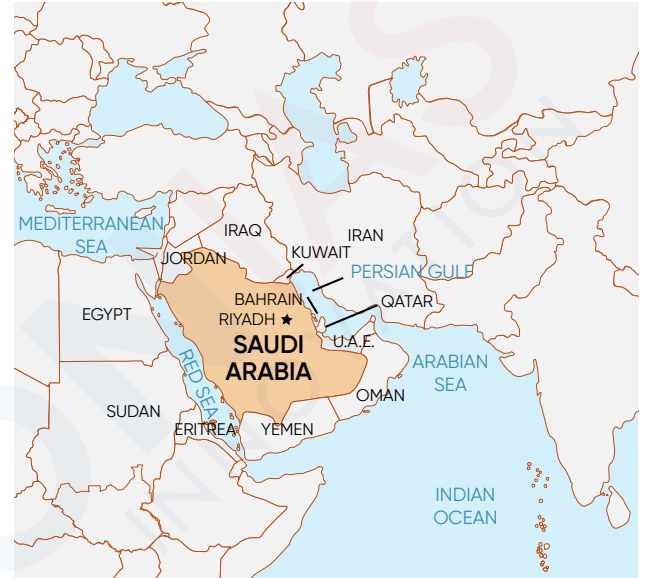 MEDITERRANEAN
SEA
IRAQ
IRAN
JORDAN
KUWAIT
PERSIAN GULF
EGYPT
BAHRAIN
QATAR
RIYADH
SAUDI
ARABIA
U.A.E.
RED SEA
ARABIAN
SEA
OMAN
SUDAN
ERITREA
YEMEN
INDIAN
OCEAN